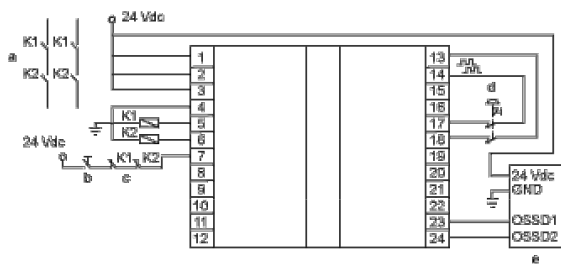 24 Vdc
K1 K1
a
K2 K2
24 Vdc
K1
K2
K1 K2
b c
1
2
3
4
5
6
7
8
9
10
11
12
13
14
15
16
17
18
19
20
21
22
23
24
d
24 Vdc
GND
OSSD1
OSSD2
e